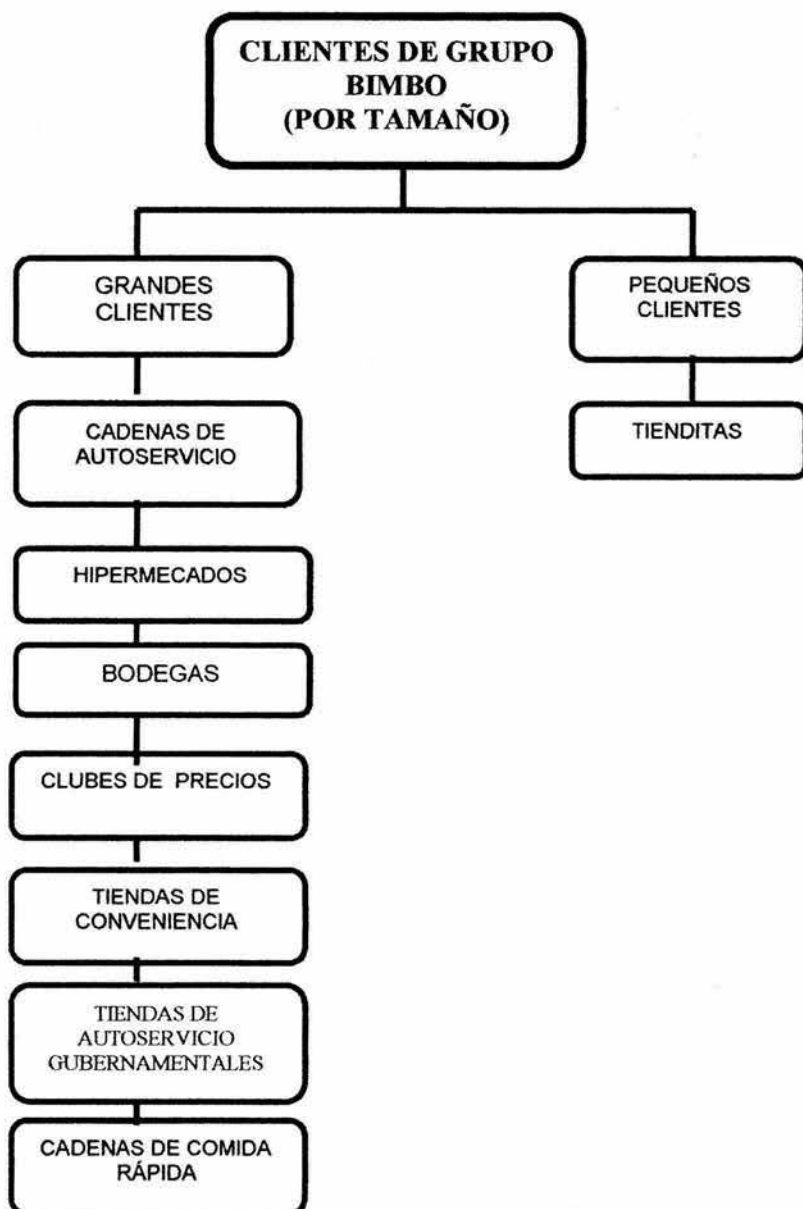 CLIENTES DE GRUPO
BIMBO
(POR TAMAÑO)
GRANDES
CLIENTES
CADENAS DE
AUTOSERVICIO
HIPERMECADOS
BODEGAS
CLUBES DE PRECIOS
TIENDAS DE
CONVENIENCIA
TIENDAS DE
AUTOSERVICIO
GUBERNAMENTALES
CADENAS DE COMIDA
RÁPIDA
PEQUEÑOS
CLIENTES
TIENDITAS